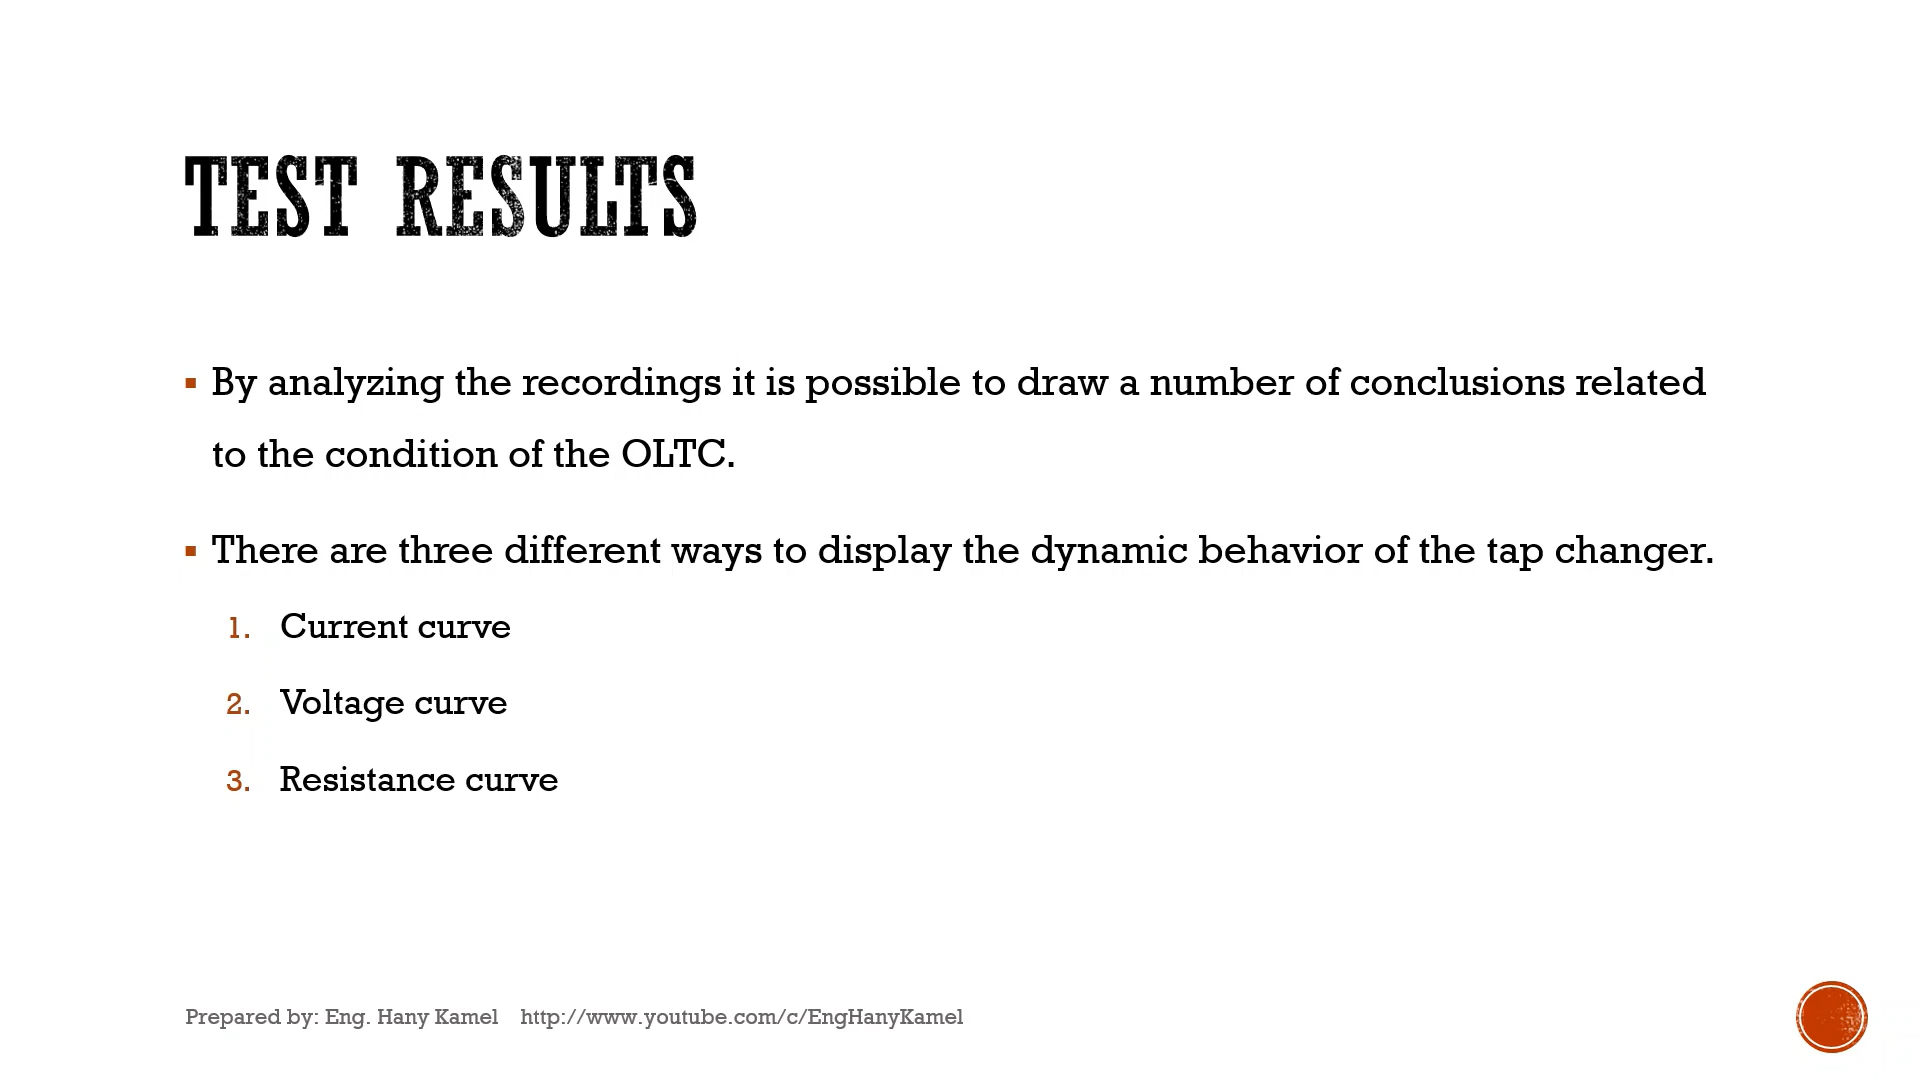 TEST RESULTS
▪ By analyzing the recordings it is possible to draw a number of conclusions related
to the condition of the OLTC.
▪ There are three different ways to display the dynamic behavior of the tap changer.
1. Current curve
2. Voltage curve
3. Resistance curve
Prepared by: Eng. Hany Kamel http://www.youtube.com/c/EngHanyKamel